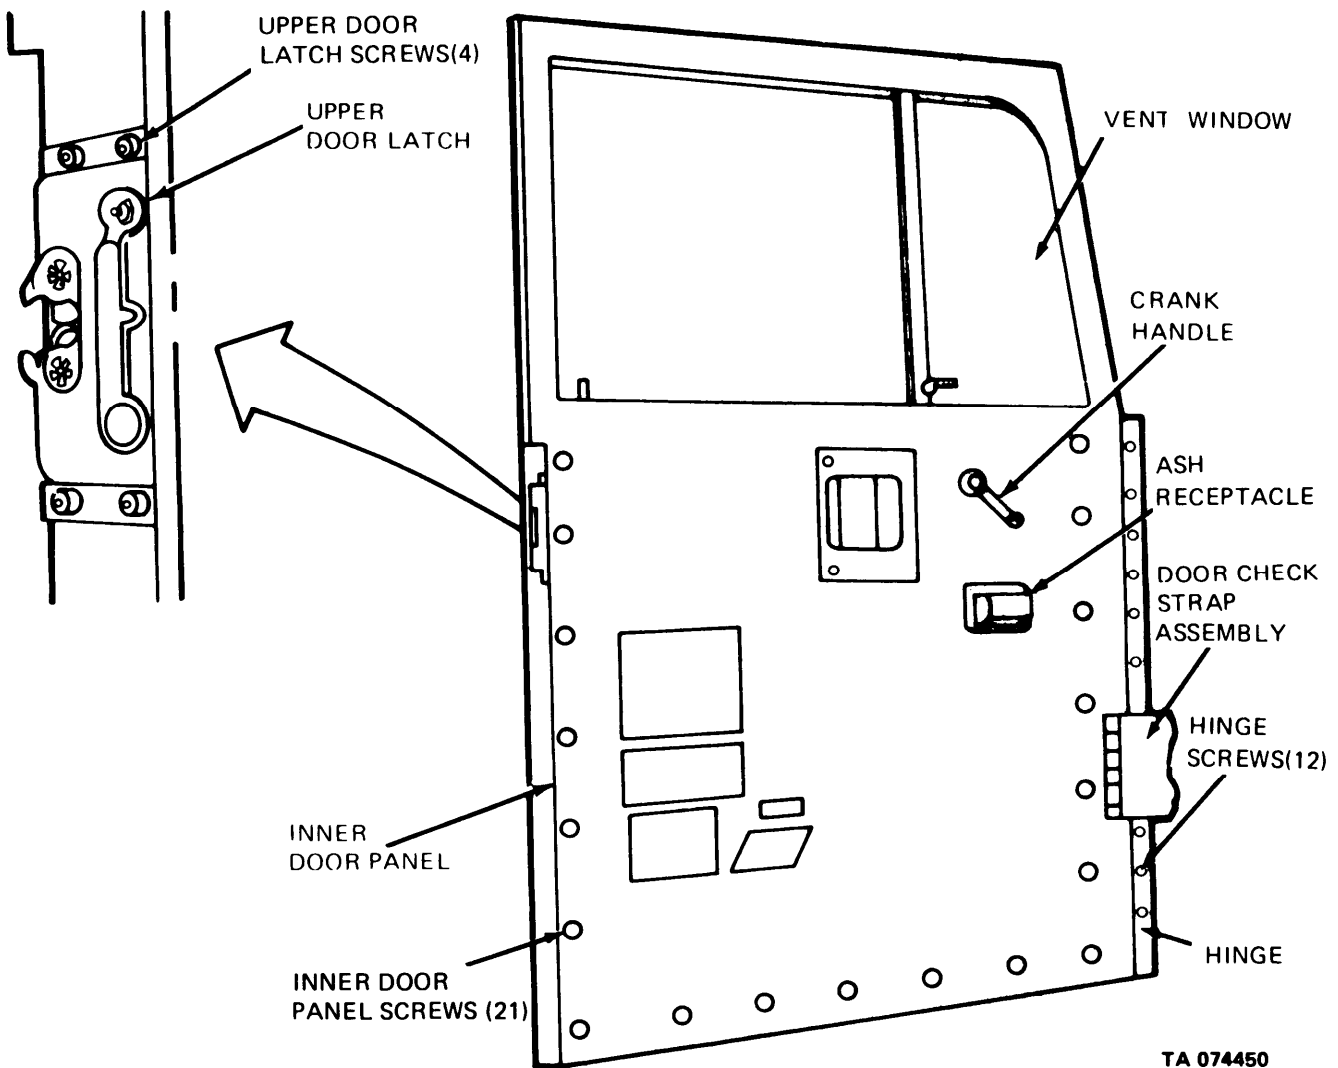 UPPER DOOR
LATCH SCREWS(4)
UPPER
DOOR LATCH
VENT WINDOW
CRANK
HANDLE
ASH
RECEPTACLE
DOOR CHECK
STRAP
ASSEMBLY
HINGE
SCREWS(12)
INNER
DOOR PANEL
HINGE
INNER DOOR
PANEL SCREWS (21)
TA 074450